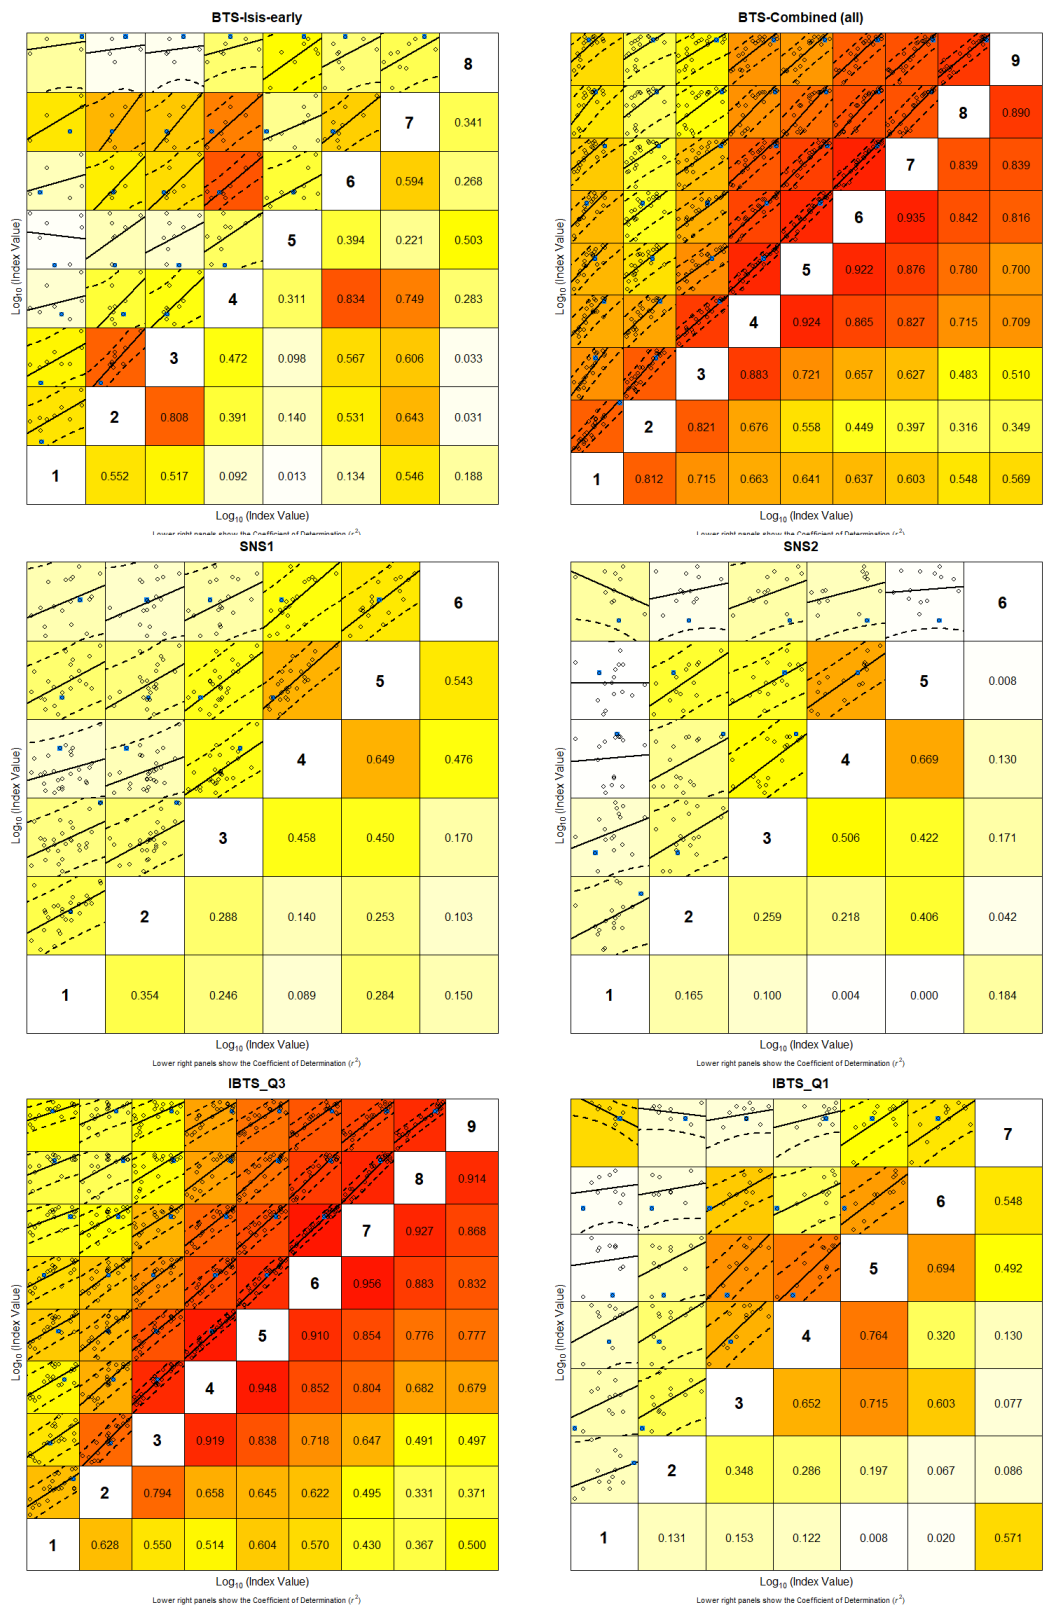 BTS-Isis-early
8
7 0.341
6 0.594 0.268
5 0.394 0.221 0.503
4 0.311 0.834 0.749 0.283
3 0.472 0.098 0.567 0.606 0.033
2 0.808 0.391 0.140 0.531 0.643 0.031
1 0.552 0.517 0.092 0.013 0.134 0.546 0.188
Log10 (Index Value)
Log10 (Index Value)
Lower right panels show the Coefficient of Determination (r2)
BTS-Combined (all)
9
8 0.890
7 0.839 0.839
6 0.935 0.842 0.816
5 0.922 0.876 0.780 0.700
4 0.924 0.865 0.827 0.715 0.709
3 0.883 0.721 0.657 0.627 0.483 0.510
2 0.821 0.676 0.558 0.449 0.397 0.316 0.349
1 0.812 0.715 0.663 0.641 0.637 0.603 0.548 0.569
Log10 (Index Value)
Log10 (Index Value)
Lower right panels show the Coefficient of Determination (r2)
SNS1
6
5 0.543
4 0.649 0.476
3 0.458 0.450 0.170
2 0.288 0.140 0.253 0.103
1 0.354 0.246 0.089 0.284 0.150
Log10 (Index Value)
Log10 (Index Value)
Lower right panels show the Coefficient of Determination (r2)
SNS2
6
5 0.008
4 0.669 0.130
3 0.506 0.422 0.171
2 0.259 0.218 0.406 0.042
1 0.165 0.100 0.004 0.000 0.184
Log10 (Index Value)
Log10 (Index Value)
Lower right panels show the Coefficient of Determination (r2)
IBTS_Q3
9
8 0.914
7 0.927 0.868
6 0.956 0.883 0.832
5 0.910 0.854 0.776 0.777
4 0.948 0.852 0.804 0.682 0.679
3 0.919 0.838 0.718 0.647 0.491 0.497
2 0.794 0.658 0.645 0.622 0.495 0.331 0.371
1 0.628 0.550 0.514 0.604 0.570 0.430 0.367 0.500
Log10 (Index Value)
Log10 (Index Value)
Lower right panels show the Coefficient of Determination (r2)
IBTS_Q1
7
6 0.548
5 0.694 0.492
4 0.764 0.320 0.130
3 0.652 0.715 0.603 0.077
2 0.348 0.286 0.197 0.067 0.086
1 0.131 0.153 0.122 0.008 0.020 0.571
Log10 (Index Value)
Log10 (Index Value)
Lower right panels show the Coefficient of Determination (r2)